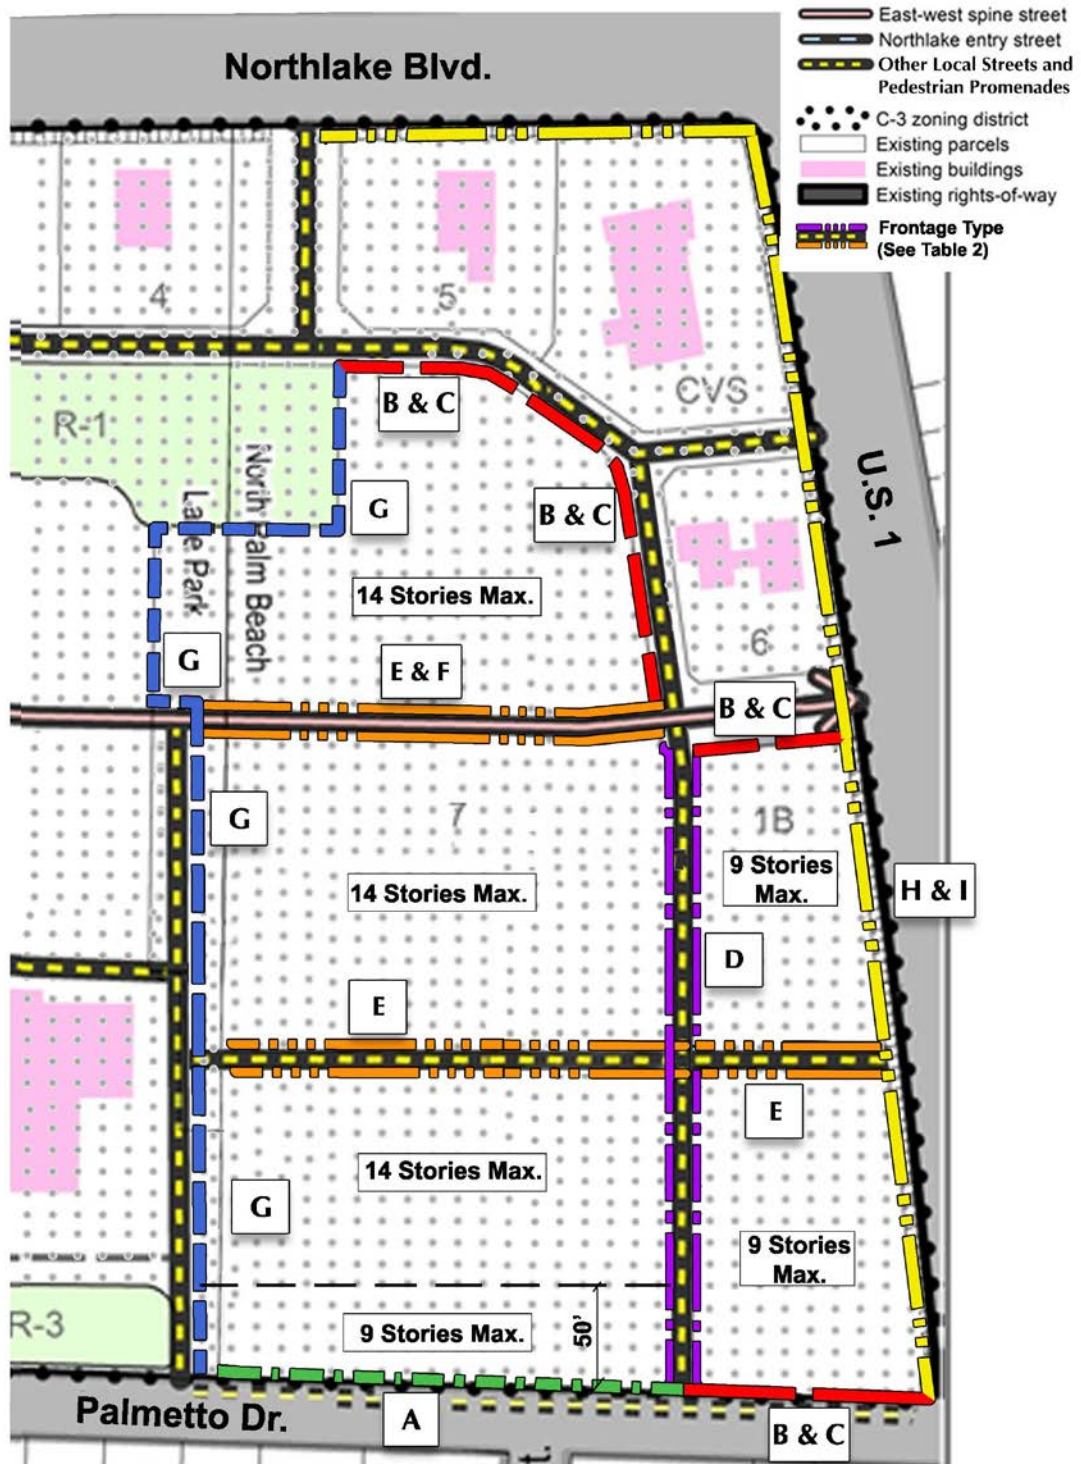 East-west spine street
Northlake entry street
Other Local Streets and
Pedestrian Promenades
C-3 zoning district
Existing parcels
Existing buildings
Existing rights-of-way
Frontage Type
(See Table 2)
Northlake Blvd.
4
5
CVS
B & C
R-1
Lake Park
North Palm Beach
G
B & C
U.S. 1
14 Stories Max.
6
G
E & F
B & C
G
7
1B
14 Stories Max.
9 Stories
Max.
H & I
D
E
E
14 Stories Max.
G
9 Stories
Max.
R-3
9 Stories Max.
50'
Palmetto Dr.
A
B & C